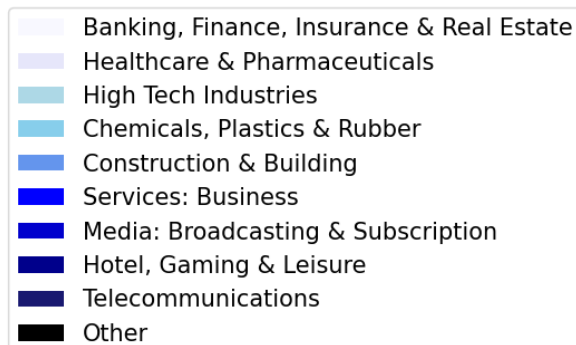 Banking, Finance, Insurance & Real Estate
Healthcare & Pharmaceuticals
High Tech Industries
Chemicals, Plastics & Rubber
Construction & Building
Services: Business
Media: Broadcasting & Subscription
Hotel, Gaming & Leisure
Telecommunications
Other